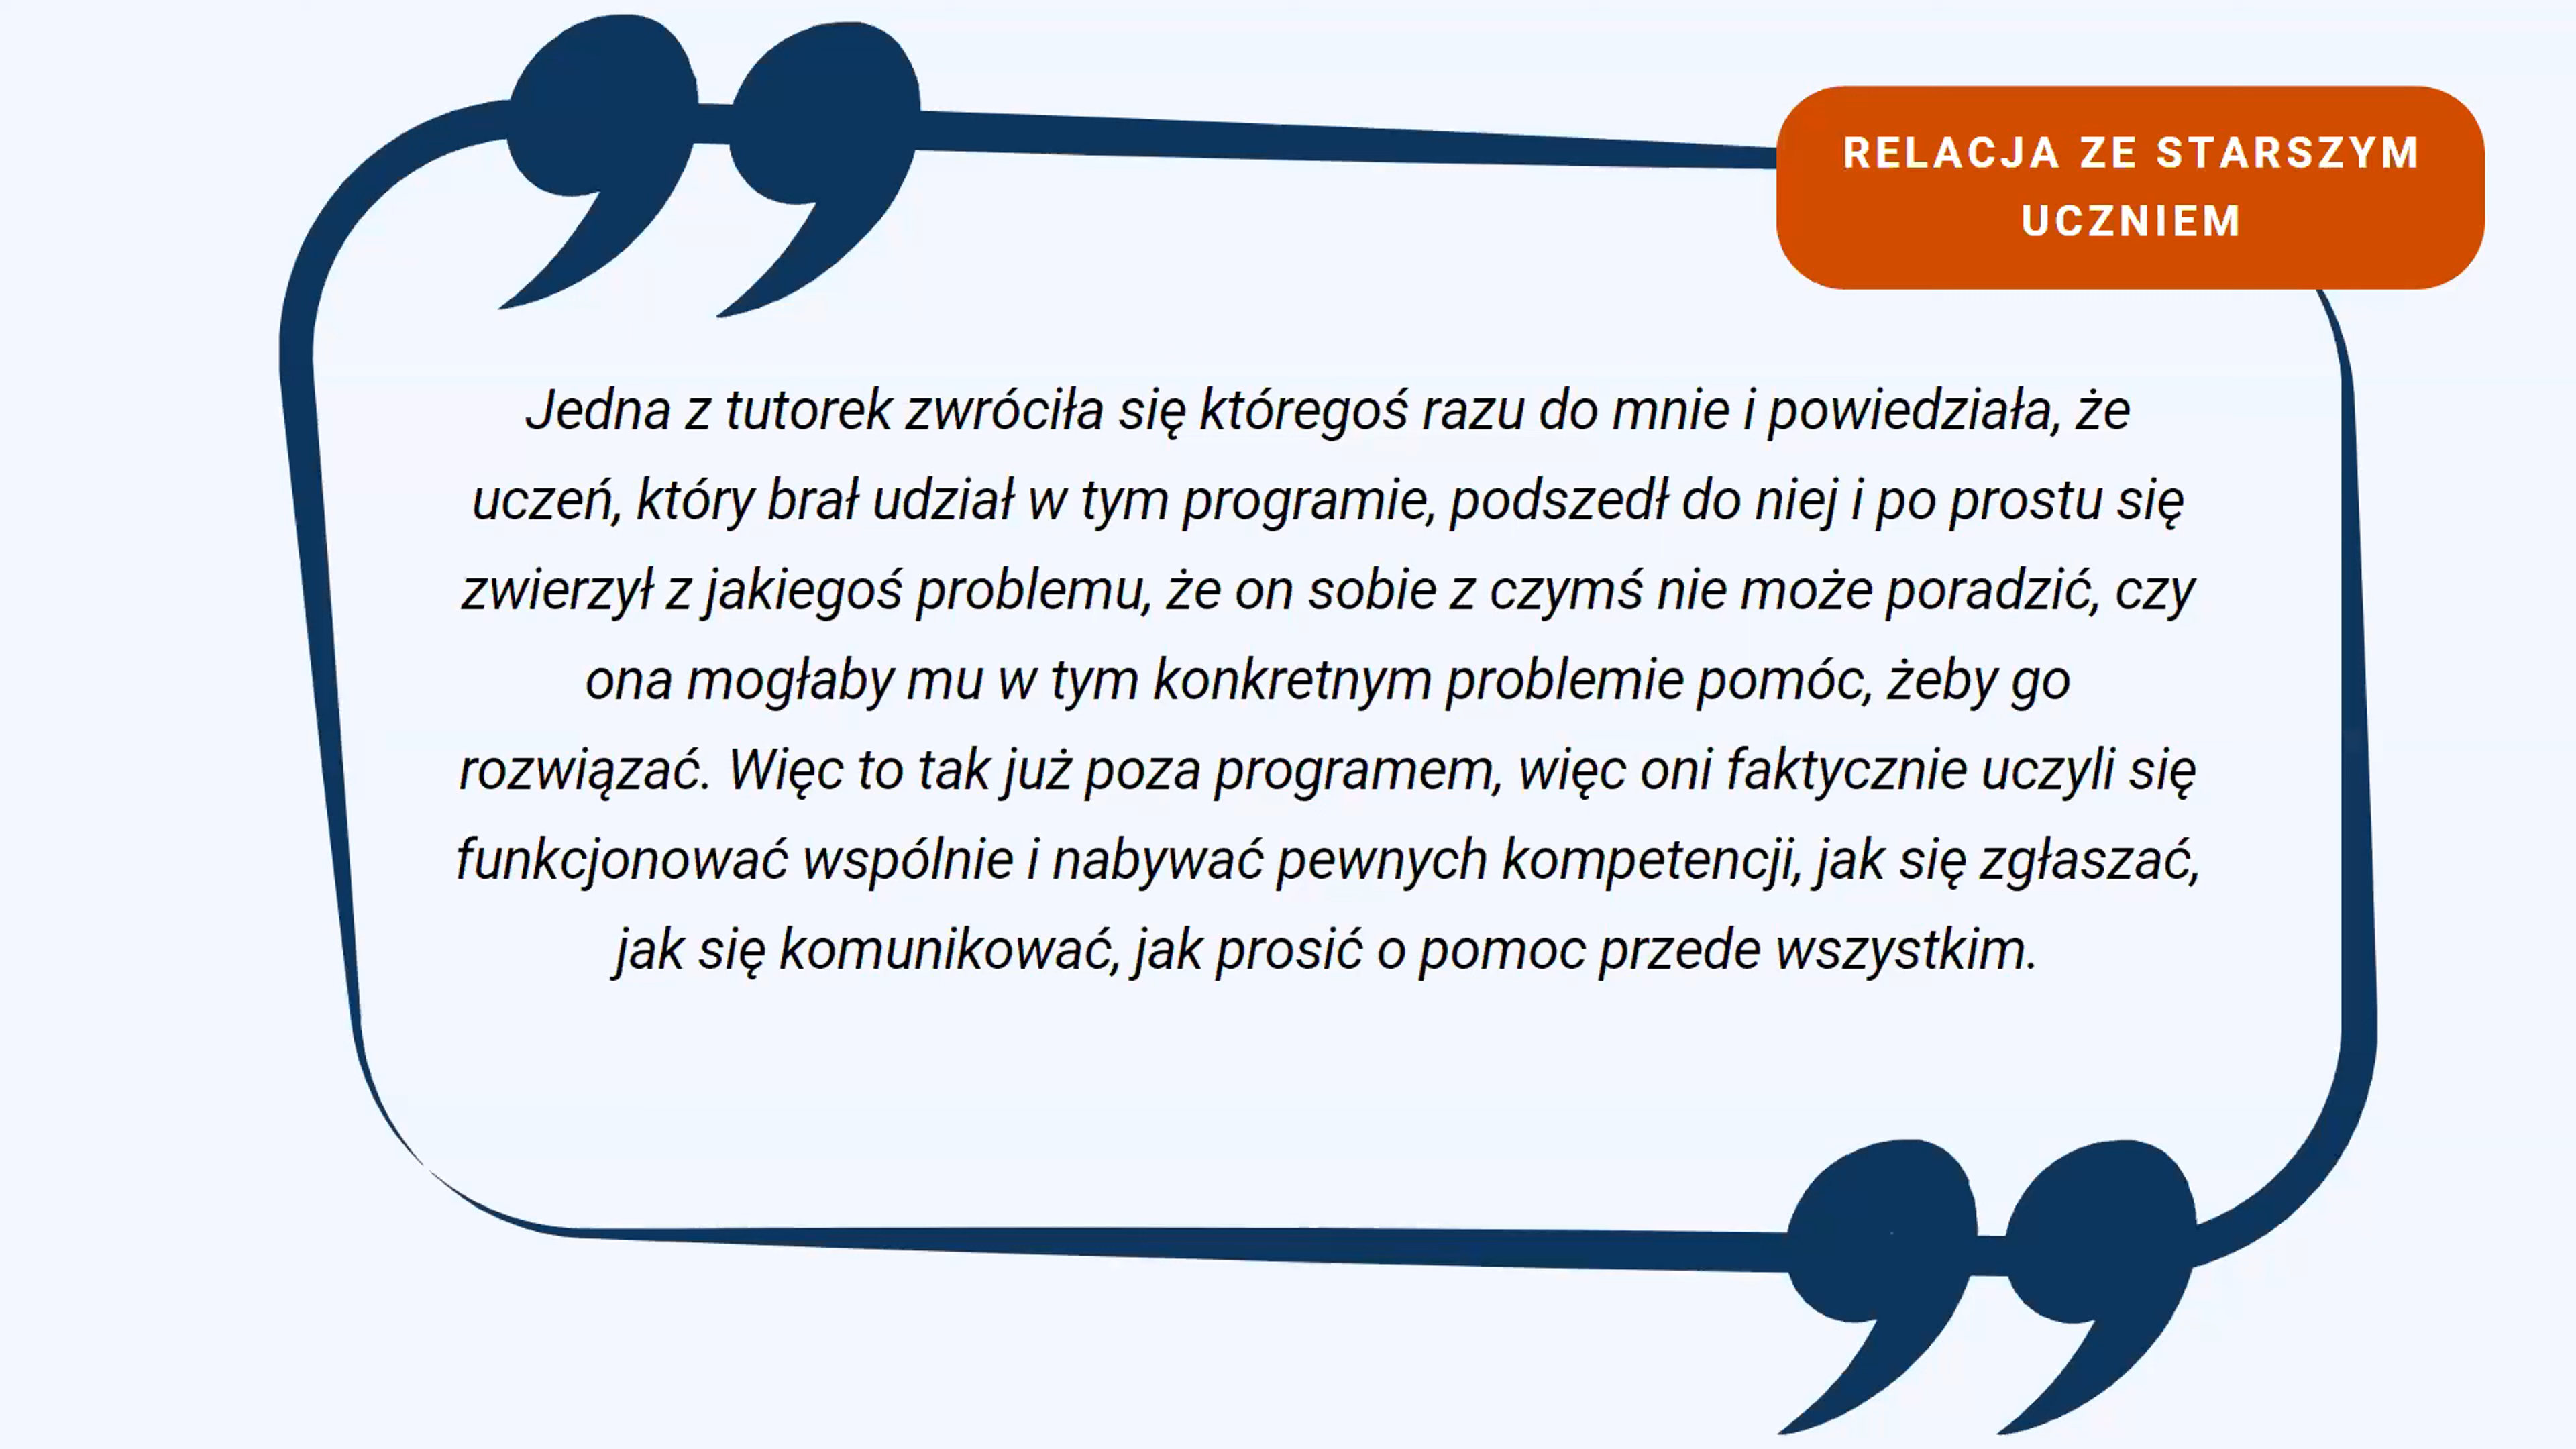 RELACJA ZE STARSZYM
UCZNIEM
Jedna z tutorek zwróciła się któregoś razu do mnie i powiedziała, że
uczeń, który brał udział w tym programie, podszedł do niej i po prostu się
zwierzył z jakiegoś problemu, że on sobie z czymś nie może poradzić, czy
ona mogłaby mu w tym konkretnym problemie pomóc, żeby go
rozwiązać. Więc to tak już poza programem, więc oni faktycznie uczyli się
funkcjonować wspólnie i nabywać pewnych kompetencji, jak się zgłaszać,
jak się komunikować, jak prosić o pomoc przede wszystkim.